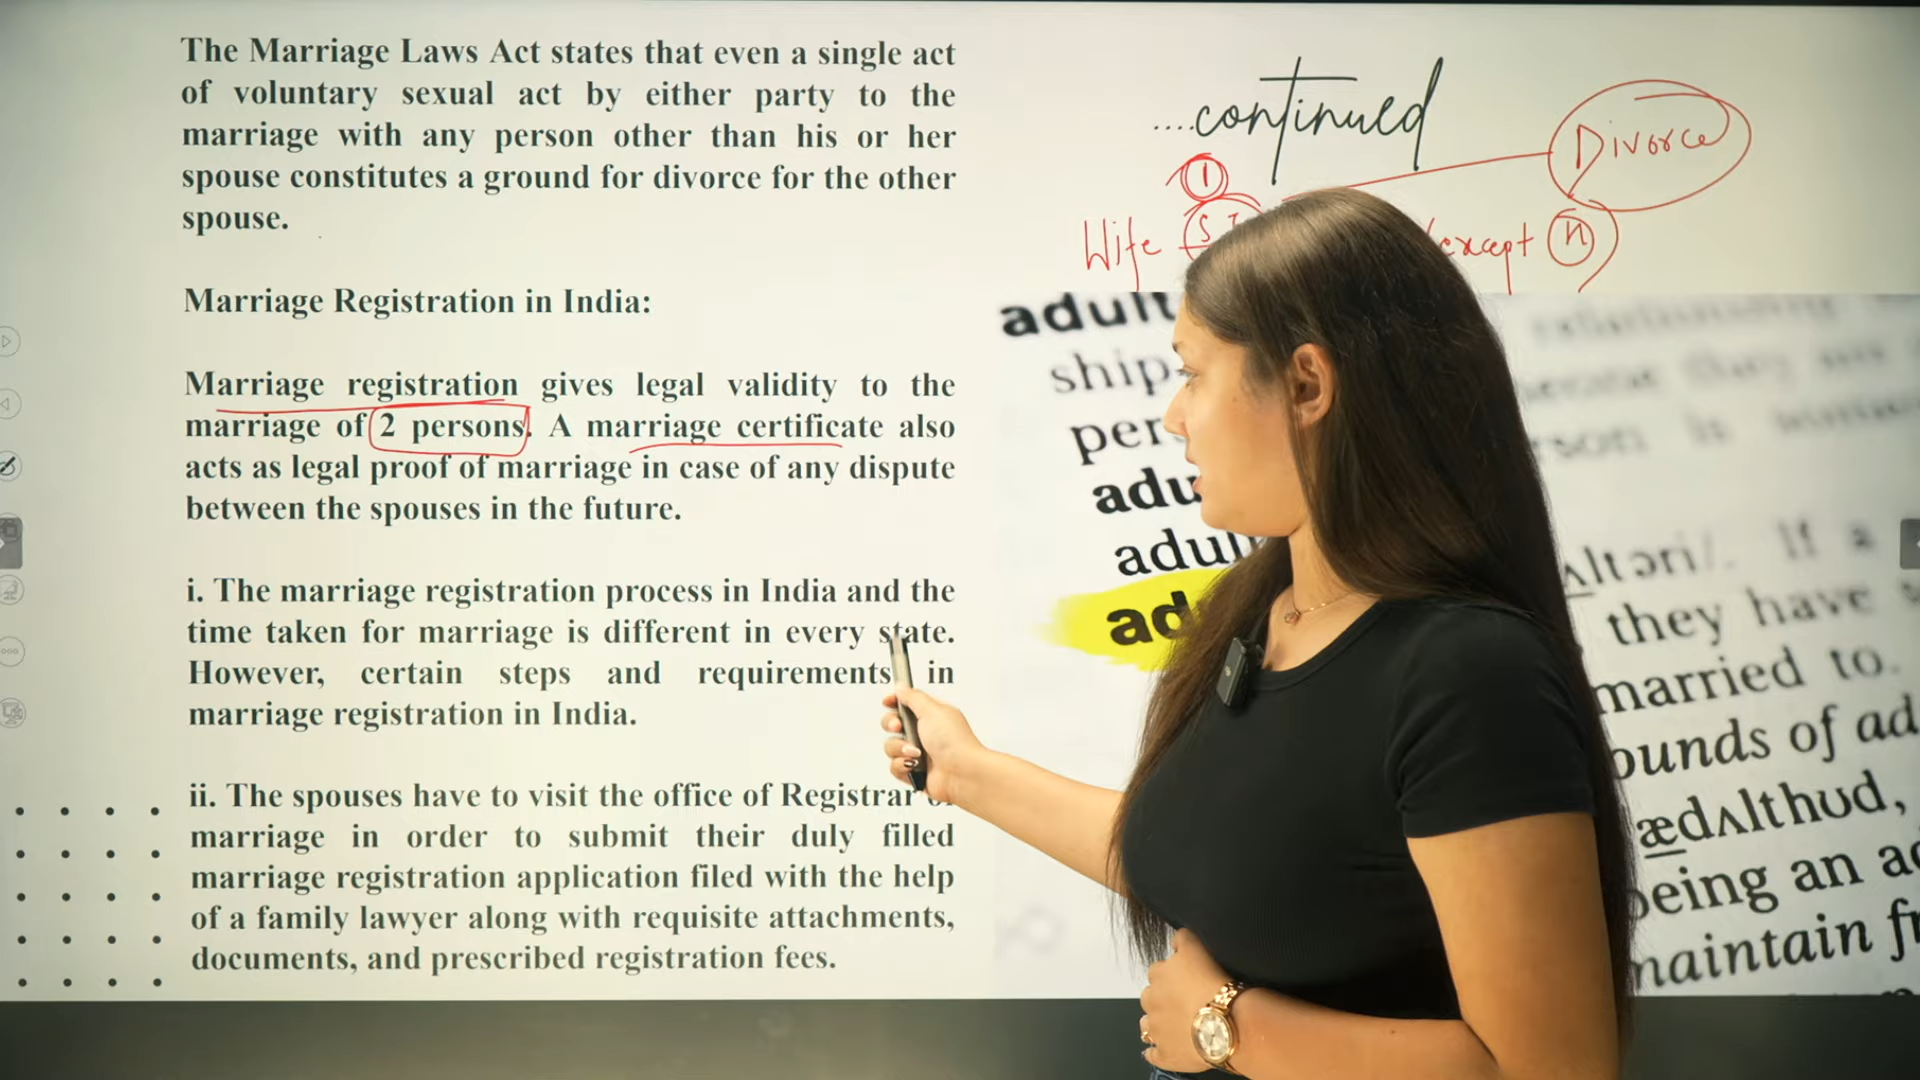 The Marriage Laws Act states that even a single act
of voluntary sexual act by either party to the
marriage with any person other than his or her
spouse constitutes a ground for divorce for the other
spouse.
Marriage Registration in India:
Marriage registration gives legal validity to the
marriage of 2 persons. A marriage certificate also
acts as legal proof of marriage in case of any dispute
between the spouses in the future.
i. The marriage registration process in India and the
time taken for marriage is different in every state.
However, certain steps and requirements in
marriage registration in India.
ii. The spouses have to visit the office of Registrar
marriage in order to submit their duly filled
marriage registration application filed with the help
of a family lawyer along with requisite attachments,
documents, and prescribed registration fees.
....continued
Divorce
1
Wife
except n
adult
ship
per
adu
adul
ad
ʌltəri/. If a
they have
married to.
ounds of ad
ædʌlthʊd,
being an ad
maintain fr